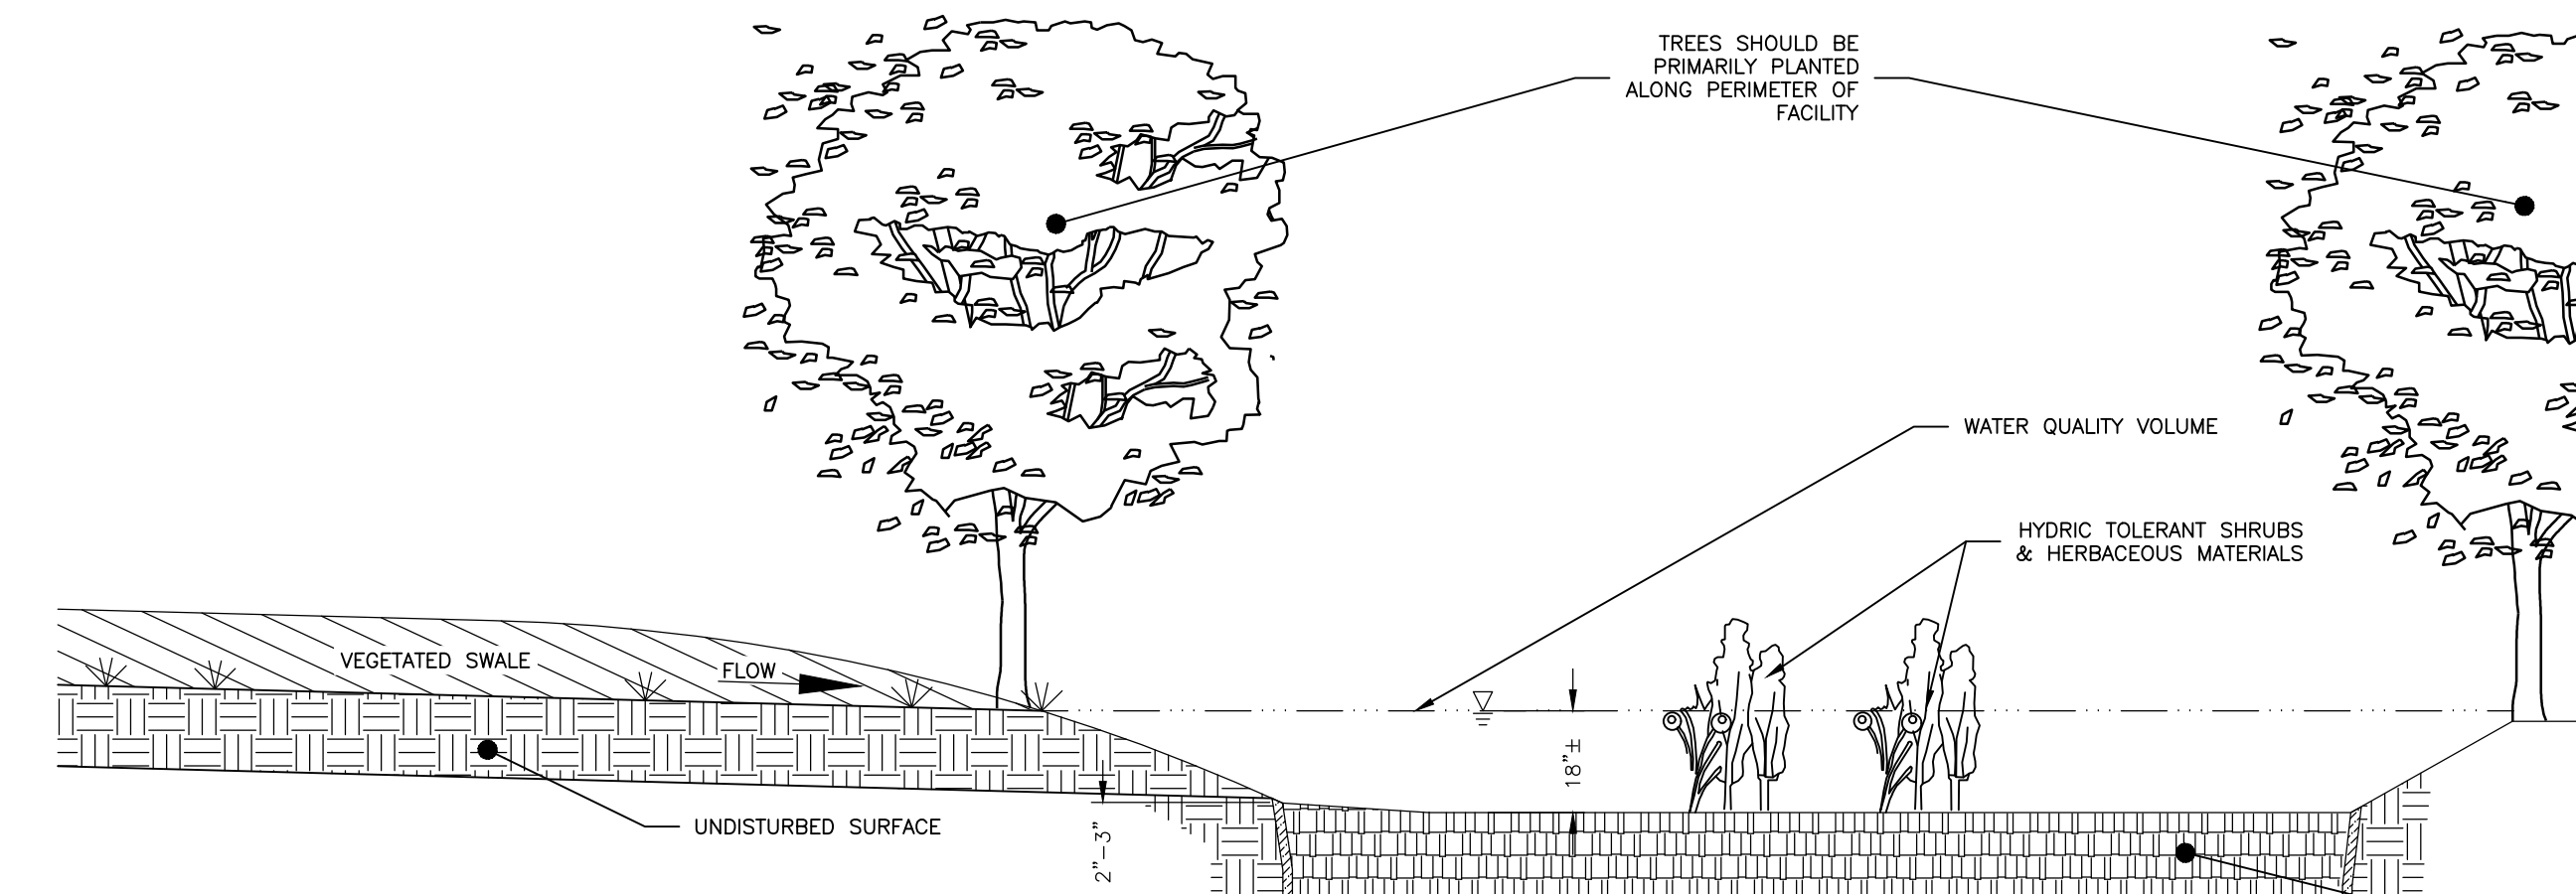 TREES SHOULD BE
PRIMARILY PLANTED
ALONG PERIMETER OF
FACILITY
WATER QUALITY VOLUME
HYDRIC TOLERANT SHRUBS
& HERBACEOUS MATERIALS
VEGETATED SWALE
FLOW
18"±
UNDISTURBED SURFACE
2"-3"